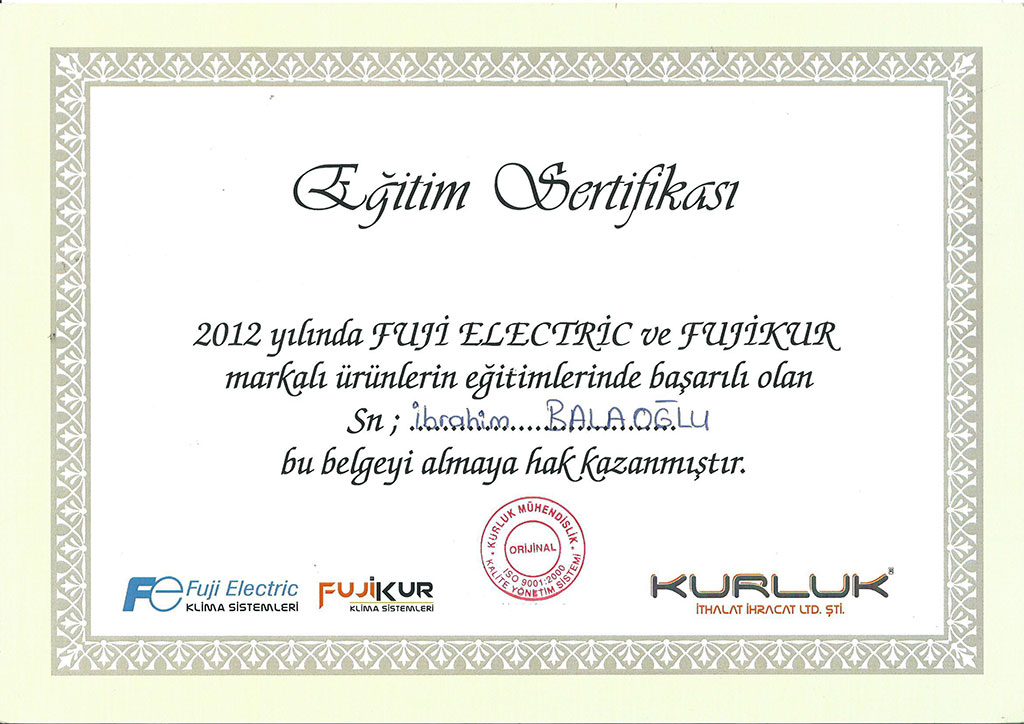 Eğitim Sertifikası
2012 yılında FUJİ ELECTRİC ve FUJİKUR
markalı ürünlerin eğitimlerinde başarılı olan
Sn ; İbrahim BALAOĞLU
bu belgeyi almaya hak kazanmıştır.
KURLUK MÜHENDİSLİK
ORİJİNAL
ISO 9001:2000
KALİTE YÖNETİM SİSTEMİ
Fe Fuji Electric
KLİMA SİSTEMLERİ
FUJİKUR
KLİMA SİSTEMLERİ
KURLUK®
İTHALAT İHRACAT LTD. ŞTİ.